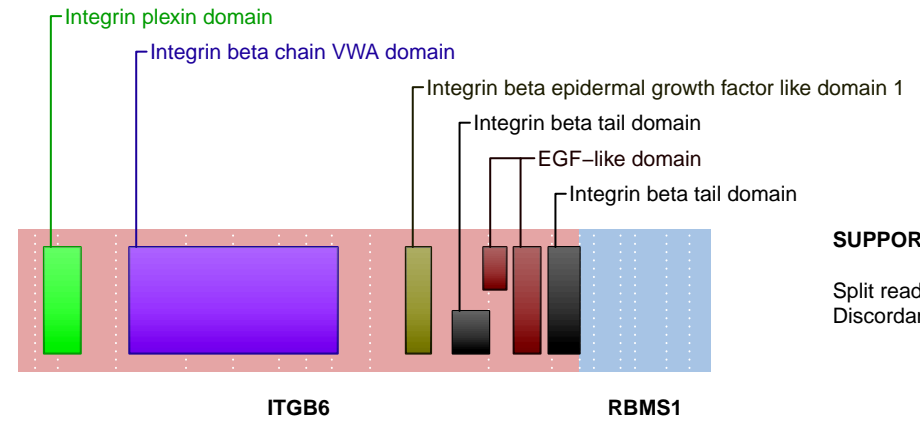 Integrin plexin domain
Integrin beta chain VWA domain
Integrin beta epidermal growth factor like domain 1
Integrin beta tail domain
EGF−like domain
Integrin beta tail domain
SUPPOR
Split read
Discordar
ITGB6
RBMS1